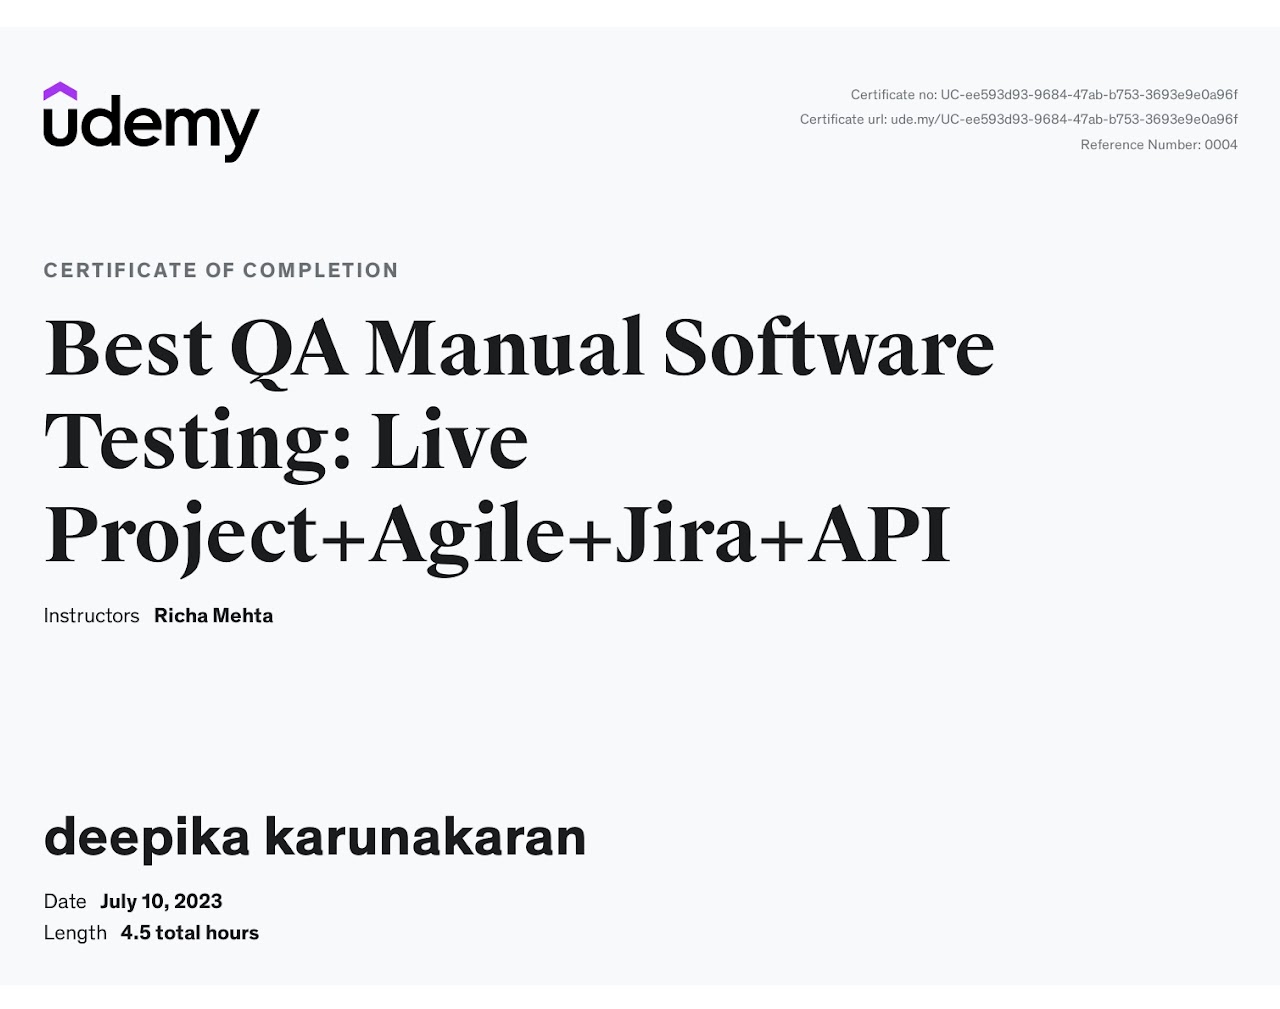 udemy
Certificate no: UC-ee593d93-9684-47ab-b753-3693e9e0a96f
Certificate url: ude.my/UC-ee593d93-9684-47ab-b753-3693e9e0a96f
Reference Number: 0004
CERTIFICATE OF COMPLETION
Best QA Manual Software
Testing: Live
Project+Agile+Jira+API
Instructors Richa Mehta
deepika karunakaran
Date July 10, 2023
Length 4.5 total hours